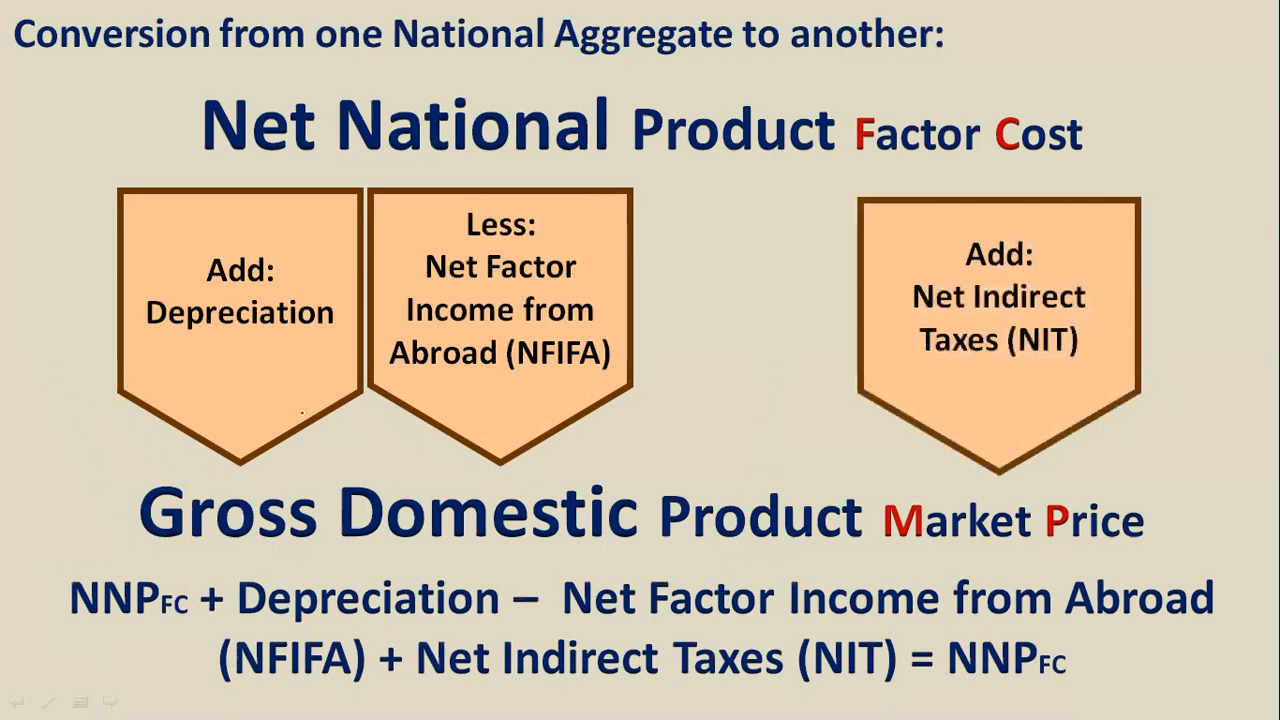 Conversion from one National Aggregate to another:
Net National Product Factor Cost
Add:
Depreciation
Less:
Net Factor
Income from
Abroad (NFIFA)
Add:
Net Indirect
Taxes (NIT)
Gross Domestic Product Market Price
NNPFC + Depreciation – Net Factor Income from Abroad
(NFIFA) + Net Indirect Taxes (NIT) = NNPFC